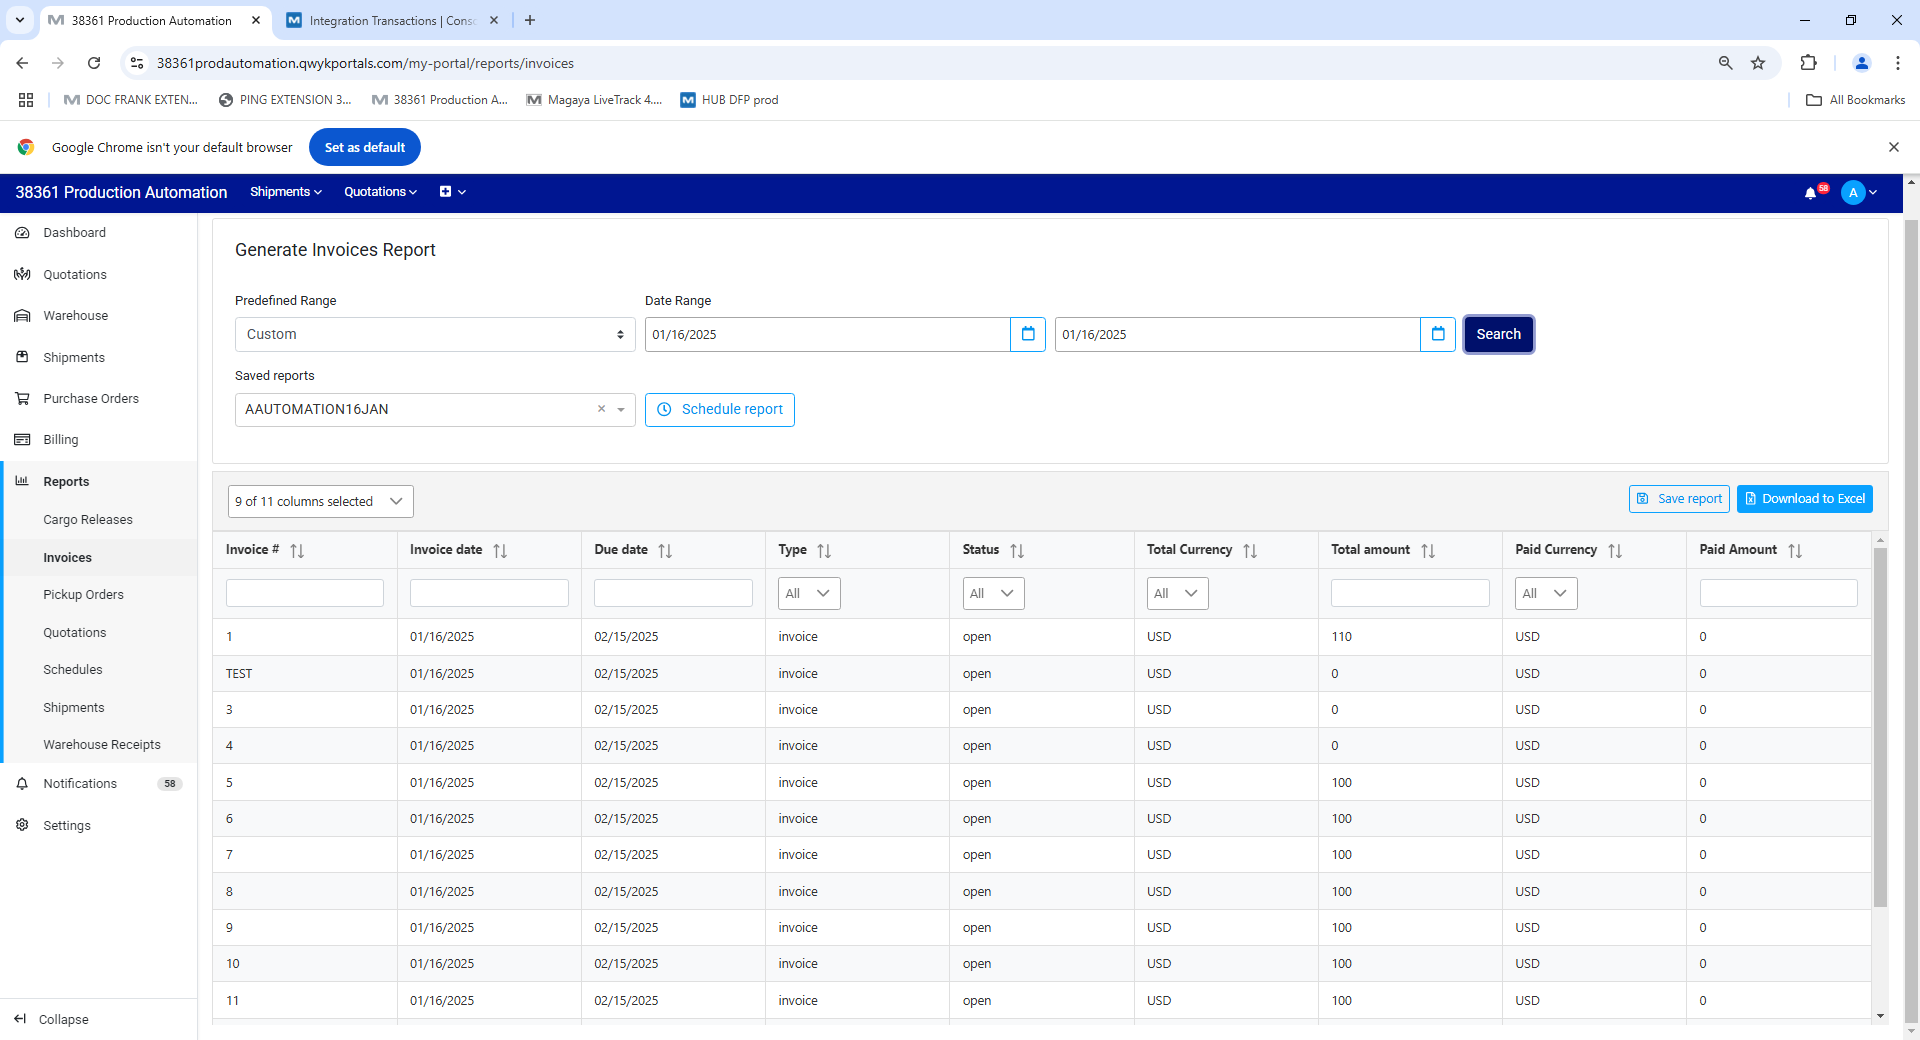 38361 Production Automation
Integration Transactions | Conso
38361prodautomation.qwykportals.com/my-portal/reports/invoices
DOC FRANK EXTEN...
PING EXTENSION 3...
38361 Production A...
Magaya LiveTrack 4....
HUB DFP prod
All Bookmarks
Google Chrome isn't your default browser
Set as default
38361 Production Automation
Shipments
Quotations
58
A
Dashboard
Quotations
Warehouse
Shipments
Purchase Orders
Billing
Reports
Cargo Releases
Invoices
Pickup Orders
Quotations
Schedules
Shipments
Warehouse Receipts
Notifications 58
Settings
Collapse
Generate Invoices Report
Predefined Range
Date Range
Custom
01/16/2025
01/16/2025
Search
Saved reports
AAUTOMATION16JAN
Schedule report
9 of 11 columns selected
Save report
Download to Excel
Invoice # Invoice date Due date Type Status Total Currency Total amount Paid Currency Paid Amount
All All All All
1 01/16/2025 02/15/2025 invoice open USD 110 USD 0
TEST 01/16/2025 02/15/2025 invoice open USD 0 USD 0
3 01/16/2025 02/15/2025 invoice open USD 0 USD 0
4 01/16/2025 02/15/2025 invoice open USD 0 USD 0
5 01/16/2025 02/15/2025 invoice open USD 100 USD 0
6 01/16/2025 02/15/2025 invoice open USD 100 USD 0
7 01/16/2025 02/15/2025 invoice open USD 100 USD 0
8 01/16/2025 02/15/2025 invoice open USD 100 USD 0
9 01/16/2025 02/15/2025 invoice open USD 100 USD 0
10 01/16/2025 02/15/2025 invoice open USD 100 USD 0
11 01/16/2025 02/15/2025 invoice open USD 100 USD 0